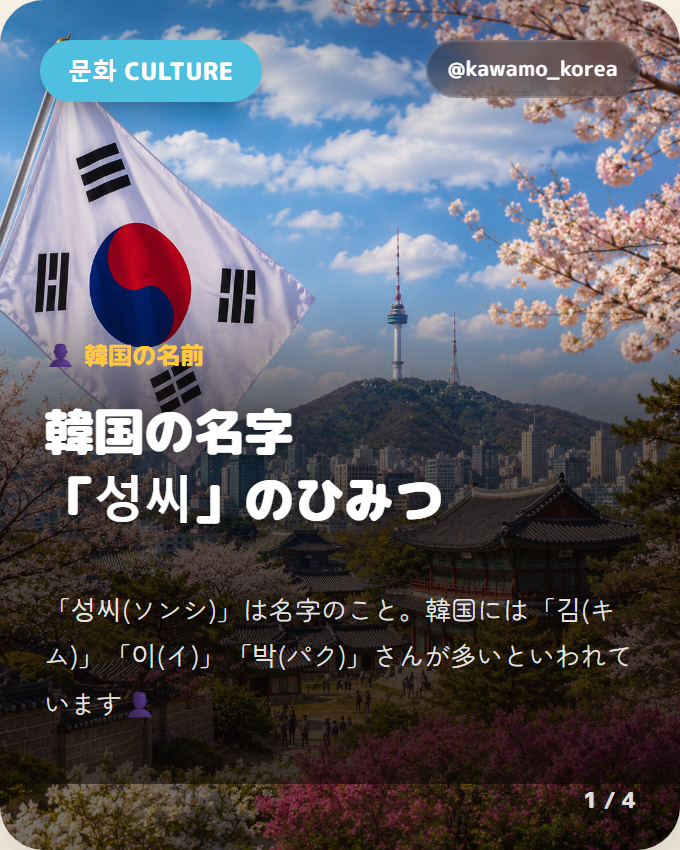 문화 CULTURE
@kawamo_korea
韓国の名前
韓国の名字
「성씨」のひみつ
「성씨(ソンシ)」は名字のこと。韓国には「김(キ
ム)」「이(イ)」「박(パク)」さんが多いといわれて
います
1 / 4